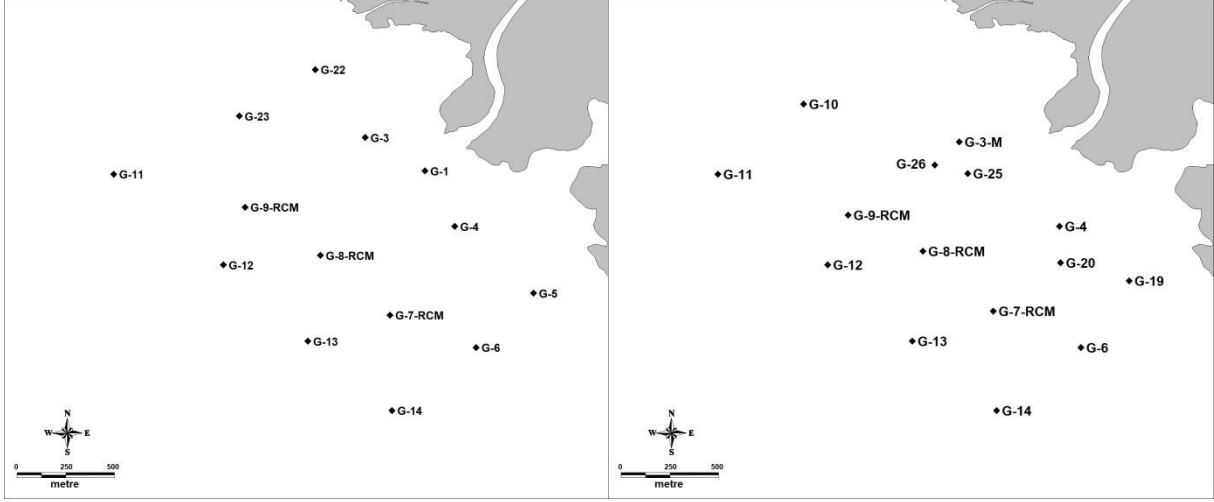 G-22
G-23
G-3
G-1
G-11
G-9-RCM
G-4
G-8-RCM
G-12
G-5
G-7-RCM
G-13
G-6
G-14
N
W E
S
0 250 500
metre
G-10
G-3-M
G-26
G-25
G-11
G-9-RCM
G-4
G-8-RCM
G-20
G-12
G-19
G-7-RCM
G-13
G-6
G-14
N
W E
S
0 250 500
metre